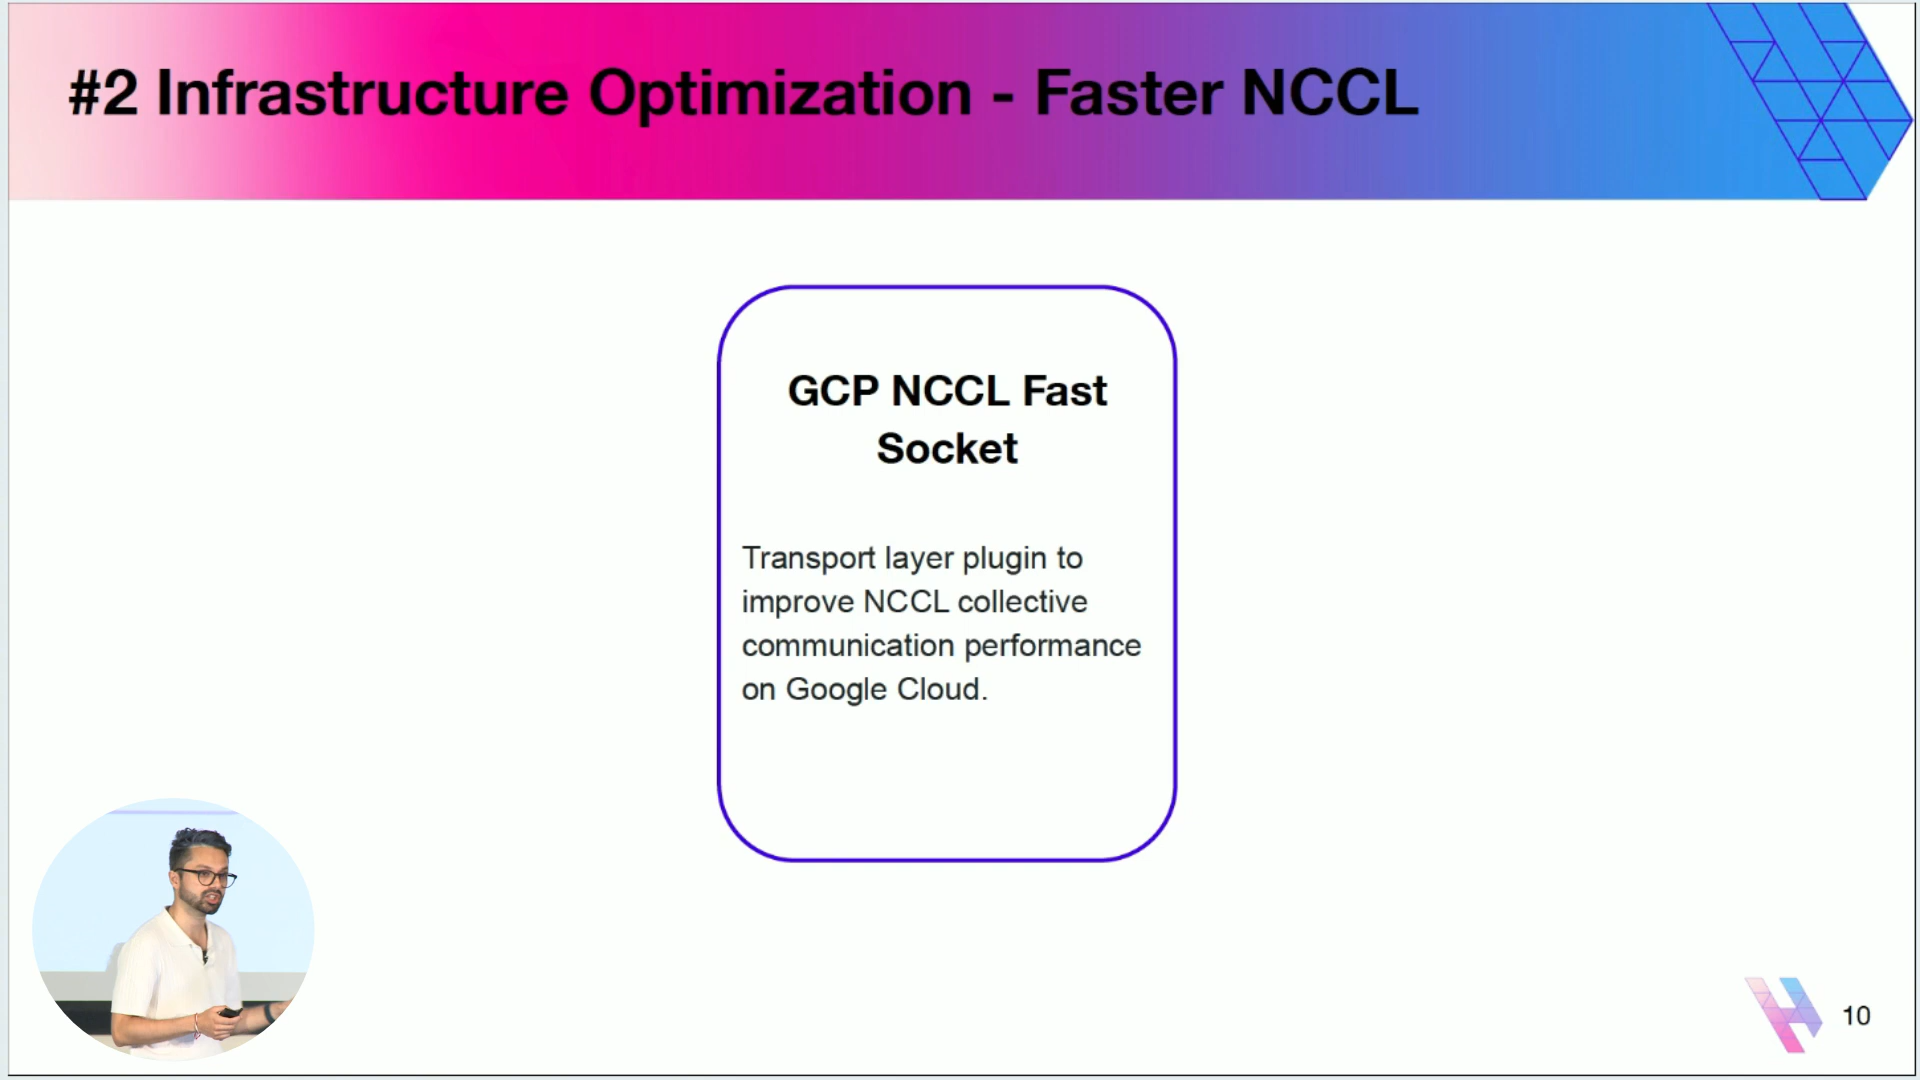 #2 Infrastructure Optimization - Faster NCCL
GCP NCCL Fast
Socket
Transport layer plugin to
improve NCCL collective
communication performance
on Google Cloud.
10